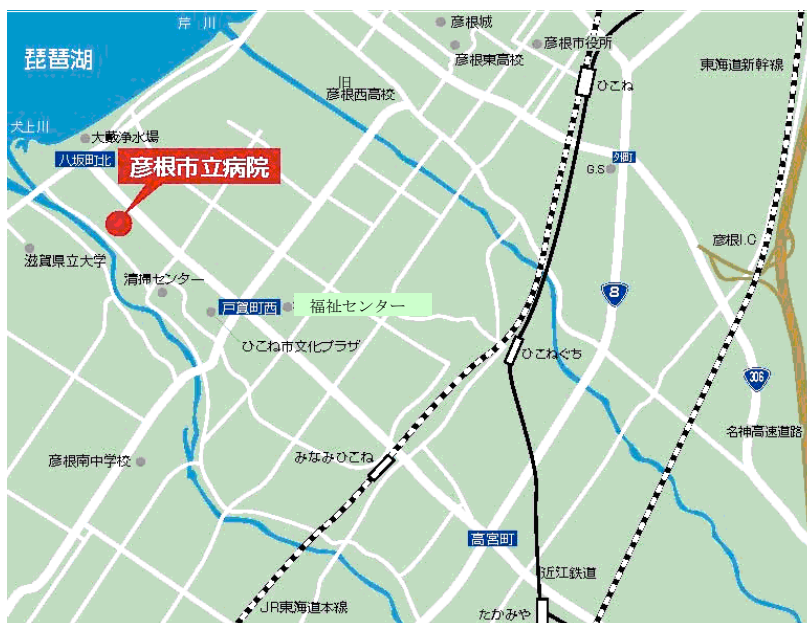 芹 川
彦根城
琵琶湖
彦根市役所
彦根東高校
東海道新幹線
旧
彦根西高校
ひこね
犬上川
大藪浄水場
八坂町北
彦根市立病院
外町
G.S
滋賀県立大学
彦根I.C
清掃センター
8
戸賀町西
福祉センター
ひこね市文化プラザ
ひこねぐち
306
名神高速道路
みなみひこね
彦根南中学校
高宮町
近江鉄道
JR東海道本線
たかみや